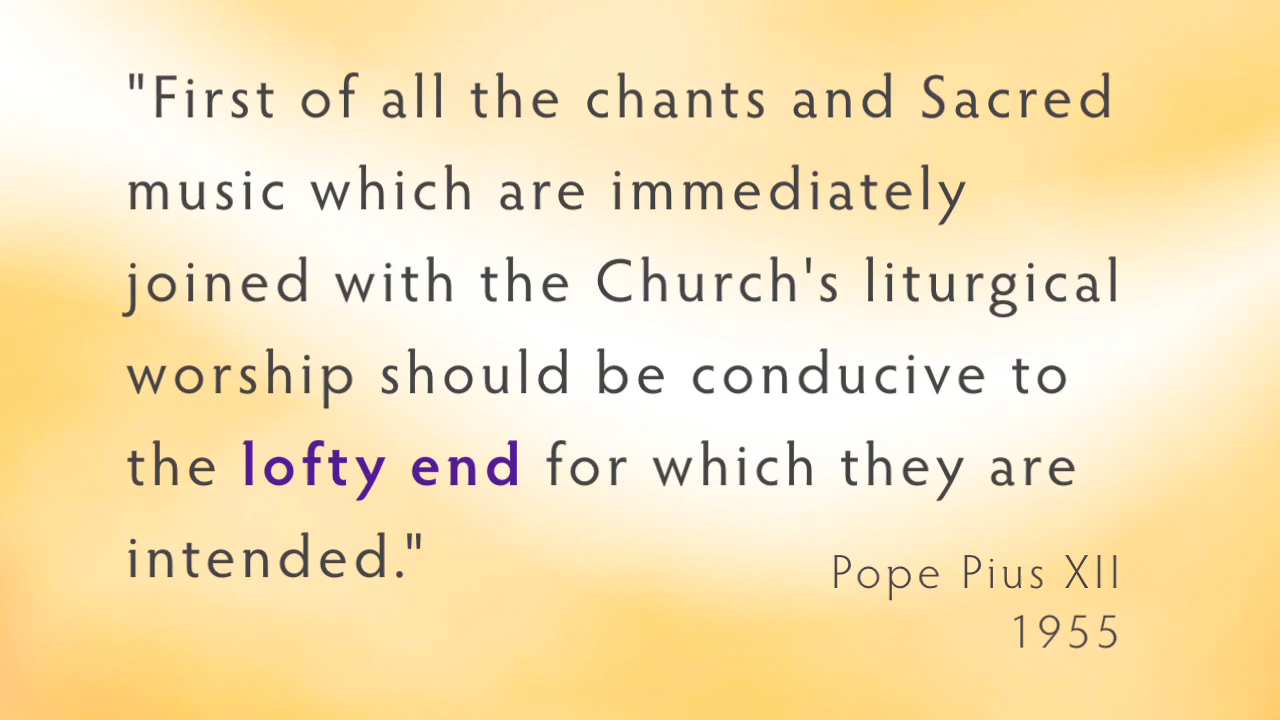 "First of all the chants and Sacred
music which are immediately
joined with the Church's liturgical
worship should be conducive to
the lofty end for which they are
intended."
Pope Pius XII
1955